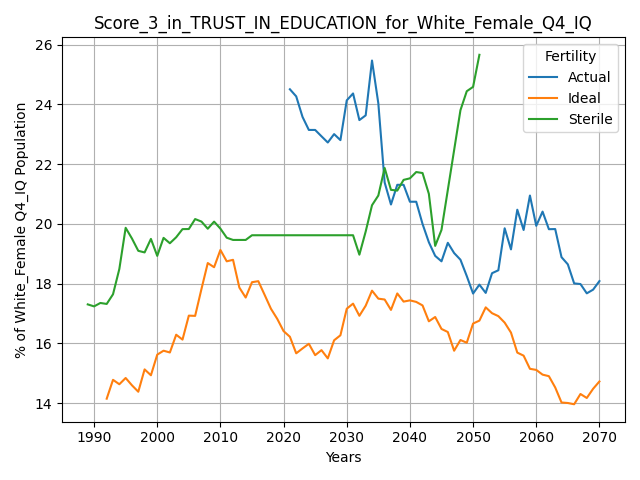 Score_3_in_TRUST_IN_EDUCATION_for_White_Female_Q4_IQ
26
24
22
20
18
16
14
% of White_Female Q4_IQ Population
Fertility
Actual
Ideal
Sterile
1990 2000 2010 2020 2030 2040 2050 2060 2070
Years